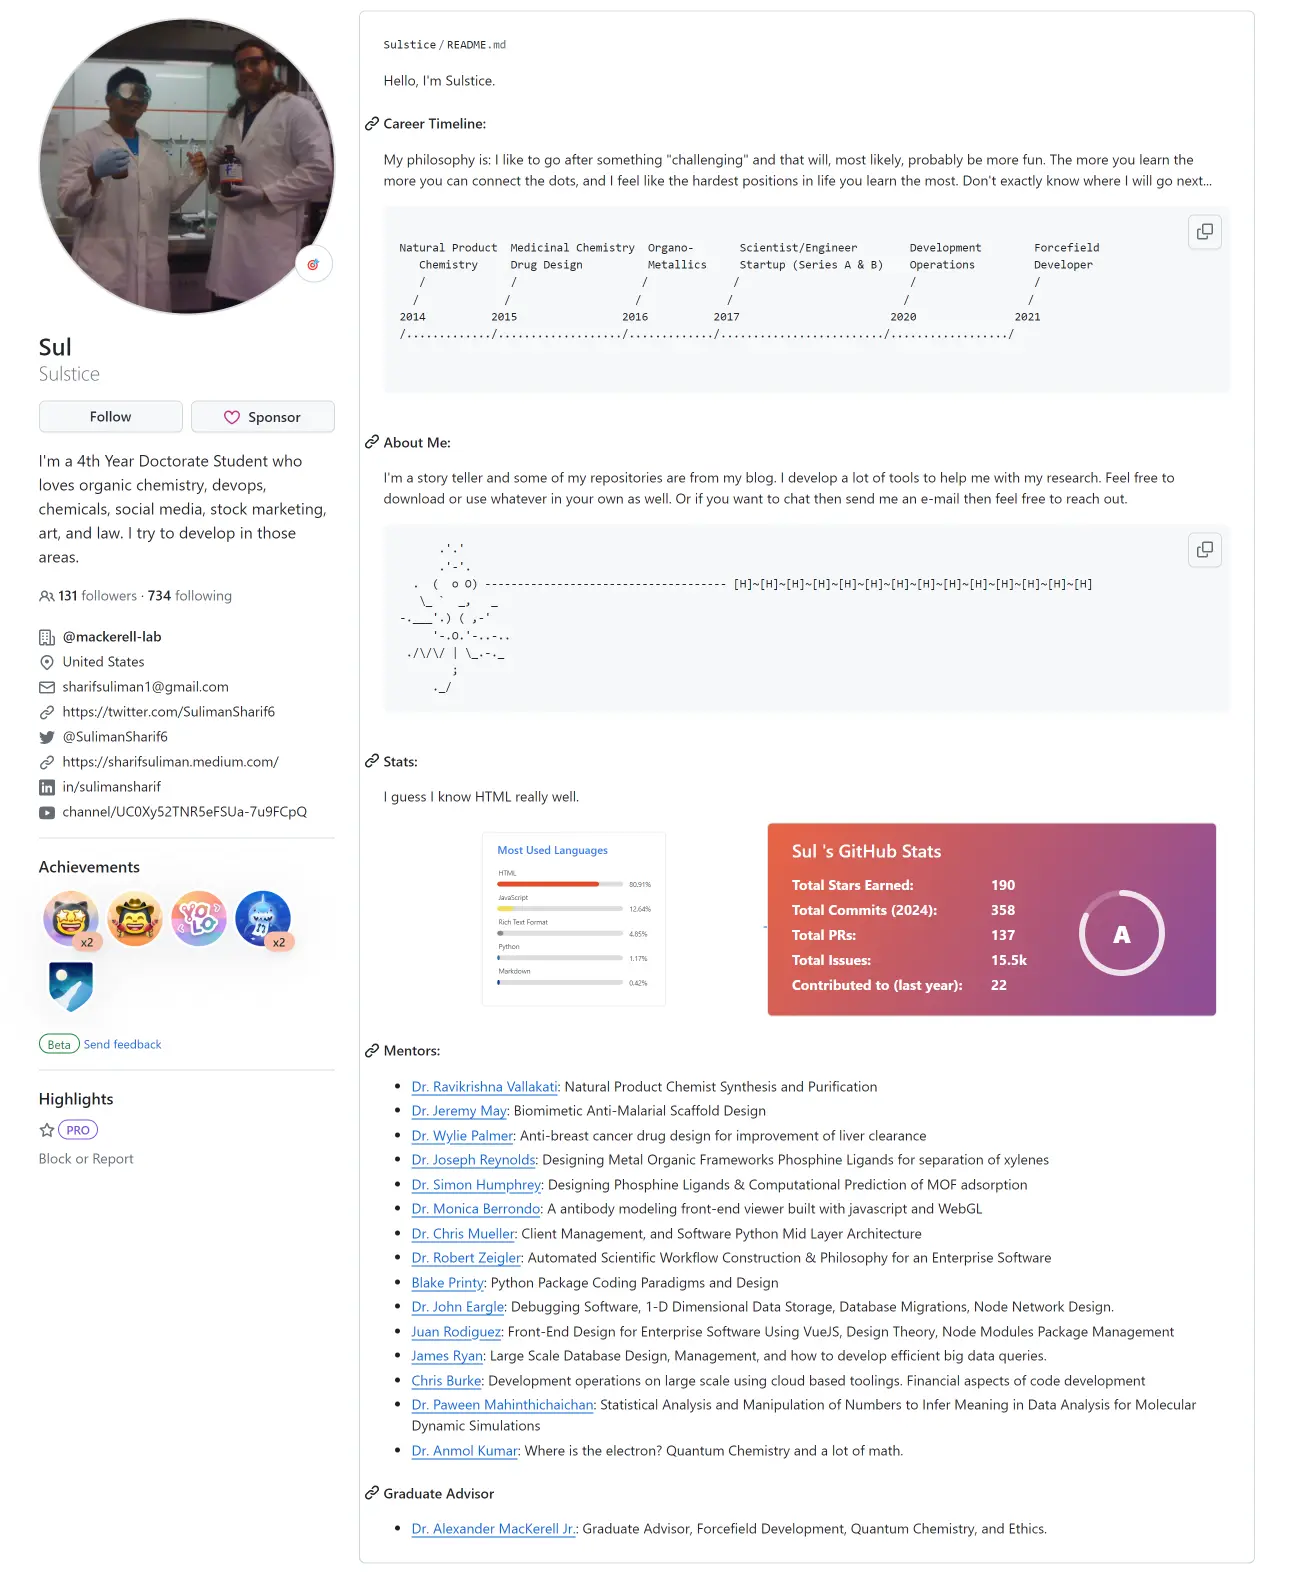 Sul
Sulstice
Follow
Sponsor
I'm a 4th Year Doctorate Student who
loves organic chemistry, devops,
chemicals, social media, stock marketing,
art, and law. I try to develop in those
areas.
131 followers · 734 following
@mackerell-lab
United States
sharifsuliman1@gmail.com
https://twitter.com/SulimanSharif6
@SulimanSharif6
https://sharifsuliman.medium.com/
in/sulimansharif
channel/UC0Xy52TNR5eFSUa-7u9FCpQ
Achievements
x2
YOLO
x2
Beta Send feedback
Highlights
PRO
Block or Report
Sulstice / README.md
Hello, I'm Sulstice.
Career Timeline:
My philosophy is: I like to go after something "challenging" and that will, most likely, probably be more fun. The more you learn the
more you can connect the dots, and I feel like the hardest positions in life you learn the most. Don't exactly know where I will go next...
Natural Product  Medicinal Chemistry  Organo-       Scientist/Engineer        Development        Forcefield
   Chemistry     Drug Design          Metallics     Startup (Series A & B)    Operations         Developer
   /             /                   /             /                          /                  /
  /             /                   /             /                          /                  /
2014          2015                2016          2017                       2020               2021
/............./.................../............./........................./................../
About Me:
I'm a story teller and some of my repositories are from my blog. I develop a lot of tools to help me with my research. Feel free to
download or use whatever in your own as well. Or if you want to chat then send me an e-mail then feel free to reach out.
      .'.'
      .'-'.
  .  (  o O) ------------------------------------- [H]~[H]~[H]~[H]~[H]~[H]~[H]~[H]~[H]~[H]~[H]~[H]~[H]~[H]
   \_ `  _,   _
-.___'.) ( ,-'
     '-.O.'-..-..
 ./\/\/ | \_.-._
        ;
     ._/
Stats:
I guess I know HTML really well.
Most Used Languages
HTML
80.91%
JavaScript
12.64%
Rich Text Format
4.85%
Python
1.17%
Markdown
0.42%
Sul 's GitHub Stats
Total Stars Earned: 190
Total Commits (2024): 358
Total PRs: 137
Total Issues: 15.5k
Contributed to (last year): 22
A
Mentors:
Dr. Ravikrishna Vallakati: Natural Product Chemist Synthesis and Purification
Dr. Jeremy May: Biomimetic Anti-Malarial Scaffold Design
Dr. Wylie Palmer: Anti-breast cancer drug design for improvement of liver clearance
Dr. Joseph Reynolds: Designing Metal Organic Frameworks Phosphine Ligands for separation of xylenes
Dr. Simon Humphrey: Designing Phosphine Ligands & Computational Prediction of MOF adsorption
Dr. Monica Berrondo: A antibody modeling front-end viewer built with javascript and WebGL
Dr. Chris Mueller: Client Management, and Software Python Mid Layer Architecture
Dr. Robert Zeigler: Automated Scientific Workflow Construction & Philosophy for an Enterprise Software
Blake Printy: Python Package Coding Paradigms and Design
Dr. John Eargle: Debugging Software, 1-D Dimensional Data Storage, Database Migrations, Node Network Design.
Juan Rodiguez: Front-End Design for Enterprise Software Using VueJS, Design Theory, Node Modules Package Management
James Ryan: Large Scale Database Design, Management, and how to develop efficient big data queries.
Chris Burke: Development operations on large scale using cloud based toolings. Financial aspects of code development
Dr. Paween Mahinthichaichan: Statistical Analysis and Manipulation of Numbers to Infer Meaning in Data Analysis for Molecular
Dynamic Simulations
Dr. Anmol Kumar: Where is the electron? Quantum Chemistry and a lot of math.
Graduate Advisor
Dr. Alexander MacKerell Jr.: Graduate Advisor, Forcefield Development, Quantum Chemistry, and Ethics.